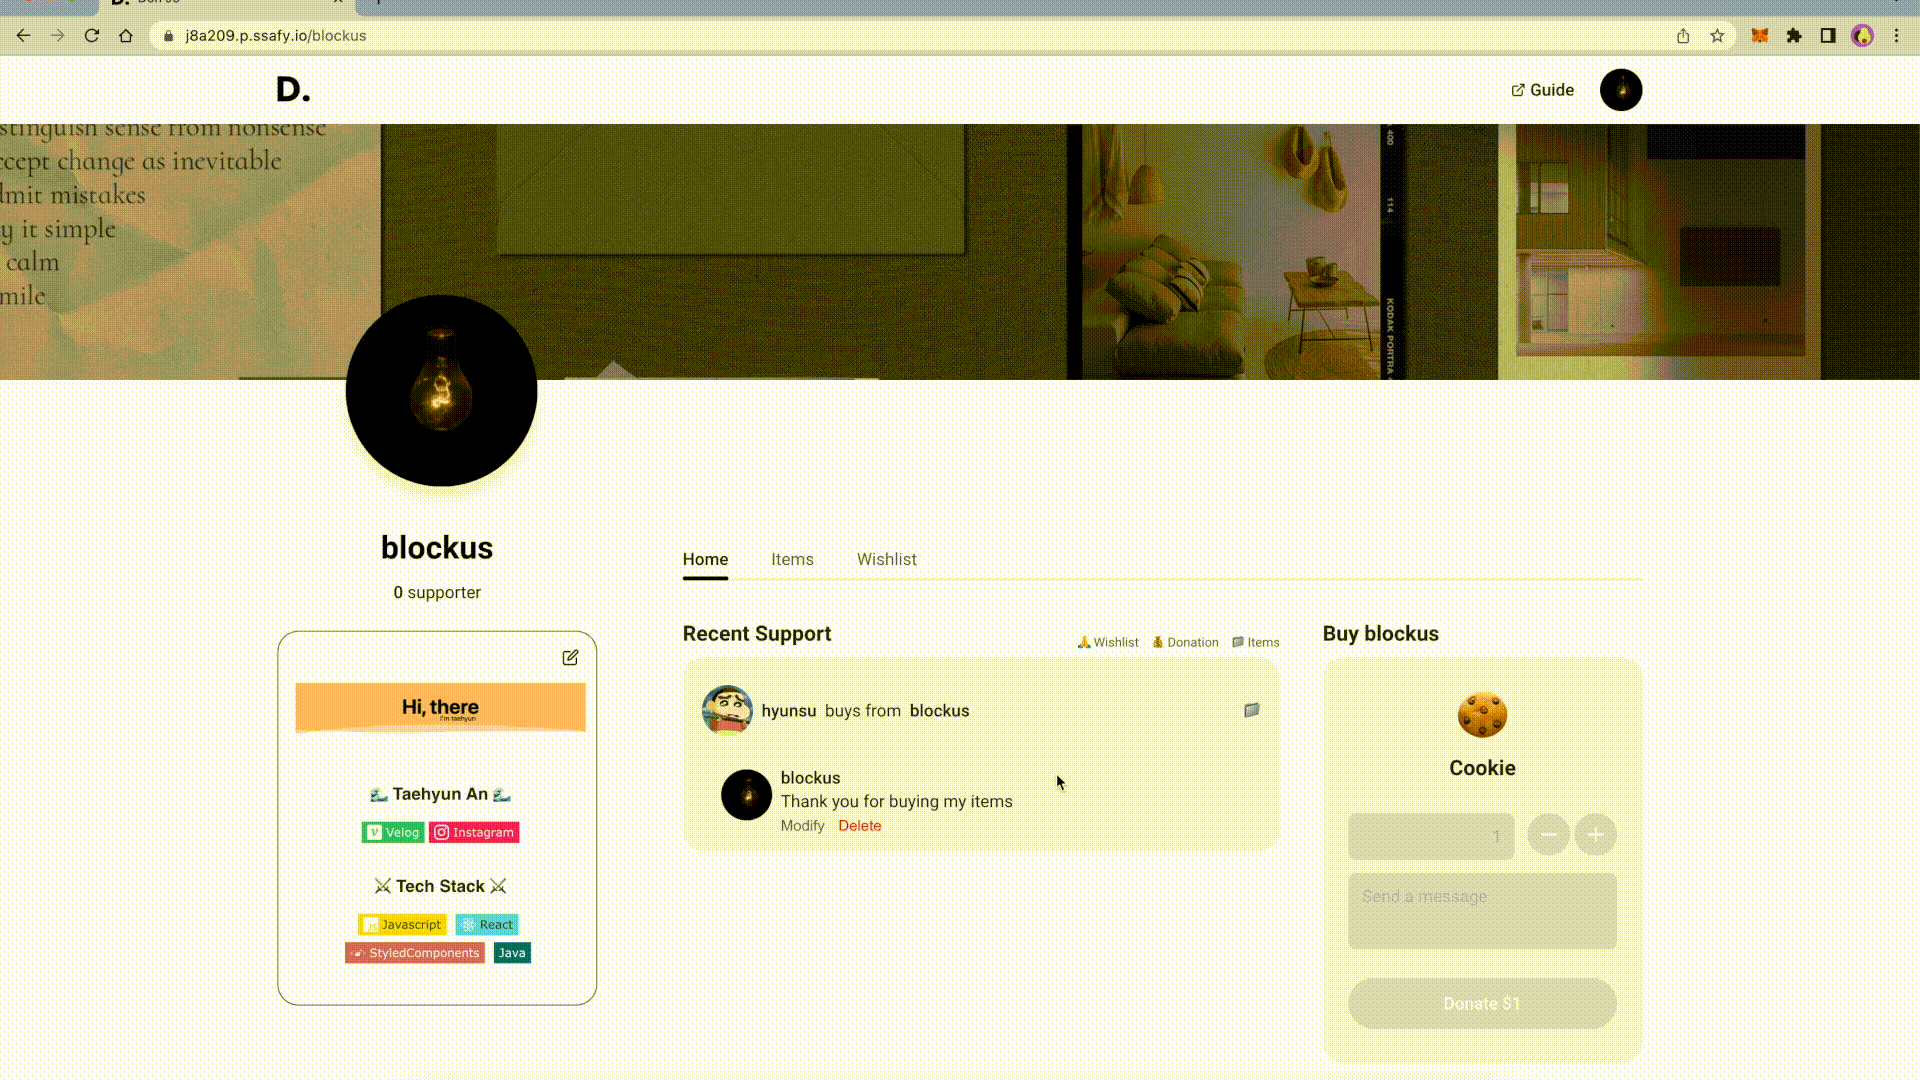 j8a209.p.ssafy.io/blockus
D.
Guide
stinguish sense from nonsense
ccept change as inevitable
dmit mistakes
y it simple
calm
mile
400
114
KODAK PORTRA
blockus
0 supporter
Home Items Wishlist
Recent Support
Wishlist Donation Items
hyunsu buys from blockus
blockus
Thank you for buying my items
Modify Delete
Hi, there
I'm taehyun
Taehyun An
Velog Instagram
Tech Stack
JS Javascript React
StyledComponents Java
Buy blockus
Cookie
1
Send a message
Donate $1